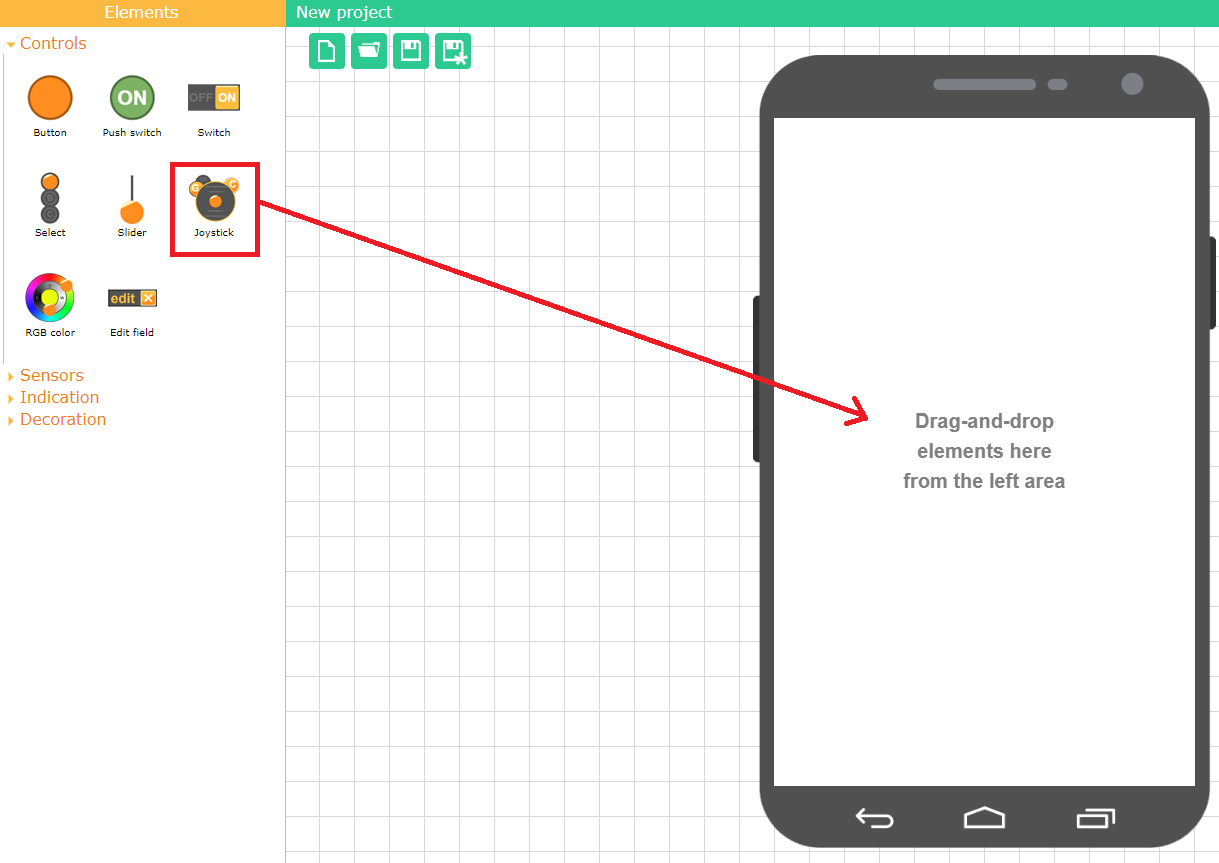 Elements
New project
Controls
ON
OFF ON
Button
Push switch
Switch
B
C
G
C
Select
Slider
Joystick
edit
RGB color
Edit field
Sensors
Indication
Decoration
Drag-and-drop
elements here
from the left area